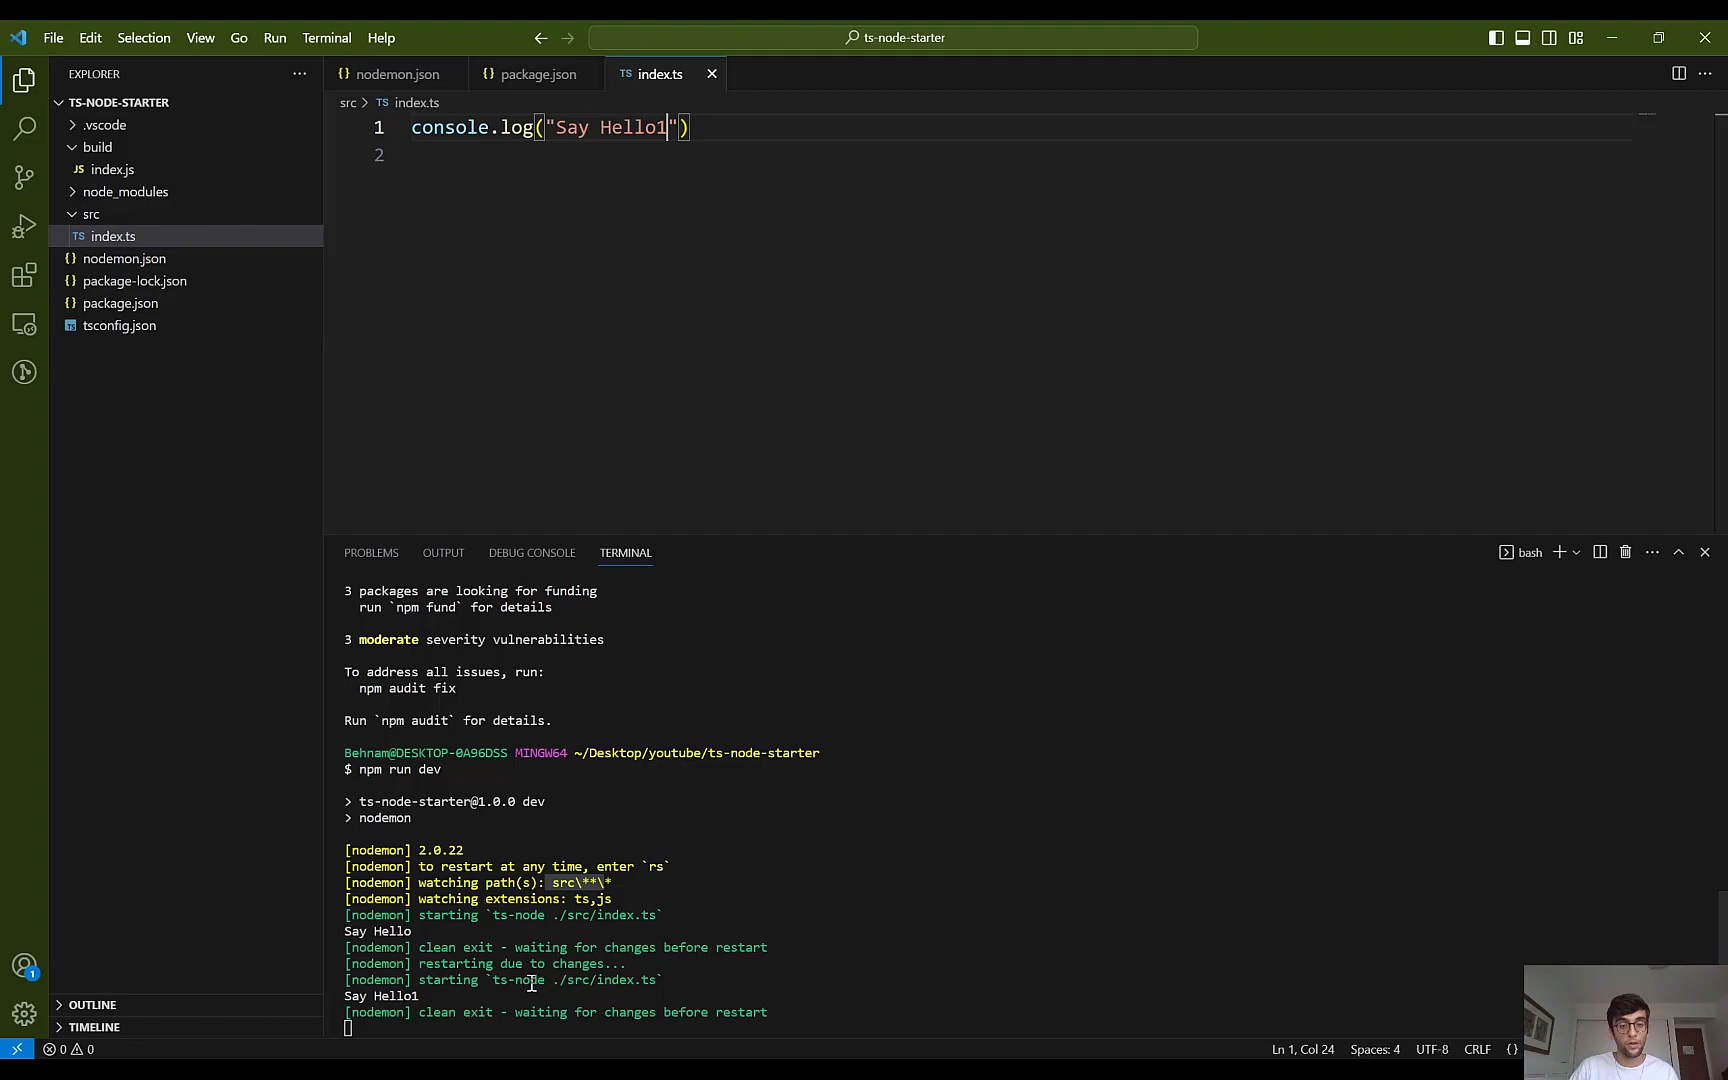 File Edit Selection View Go Run Terminal Help
ts-node-starter
EXPLORER
TS-NODE-STARTER
.vscode
build
JS index.js
node_modules
src
TS index.ts
{} nodemon.json
{} package-lock.json
{} package.json
TS tsconfig.json
OUTLINE
TIMELINE
{} nodemon.json
{} package.json
TS index.ts
src > TS index.ts
1 console.log("Say Hello1")
2
PROBLEMS OUTPUT DEBUG CONSOLE TERMINAL
bash
3 packages are looking for funding
run `npm fund` for details
3 moderate severity vulnerabilities
To address all issues, run:
npm audit fix
Run `npm audit` for details.
Behnam@DESKTOP-0A96DSS MINGW64 ~/Desktop/youtube/ts-node-starter
$ npm run dev
> ts-node-starter@1.0.0 dev
> nodemon
[nodemon] 2.0.22
[nodemon] to restart at any time, enter `rs`
[nodemon] watching path(s): src\**\*
[nodemon] watching extensions: ts,js
[nodemon] starting `ts-node ./src/index.ts`
Say Hello
[nodemon] clean exit - waiting for changes before restart
[nodemon] restarting due to changes...
[nodemon] starting `ts-node ./src/index.ts`
Say Hello1
[nodemon] clean exit - waiting for changes before restart
1
0 0
Ln 1, Col 24 Spaces: 4 UTF-8 CRLF {}